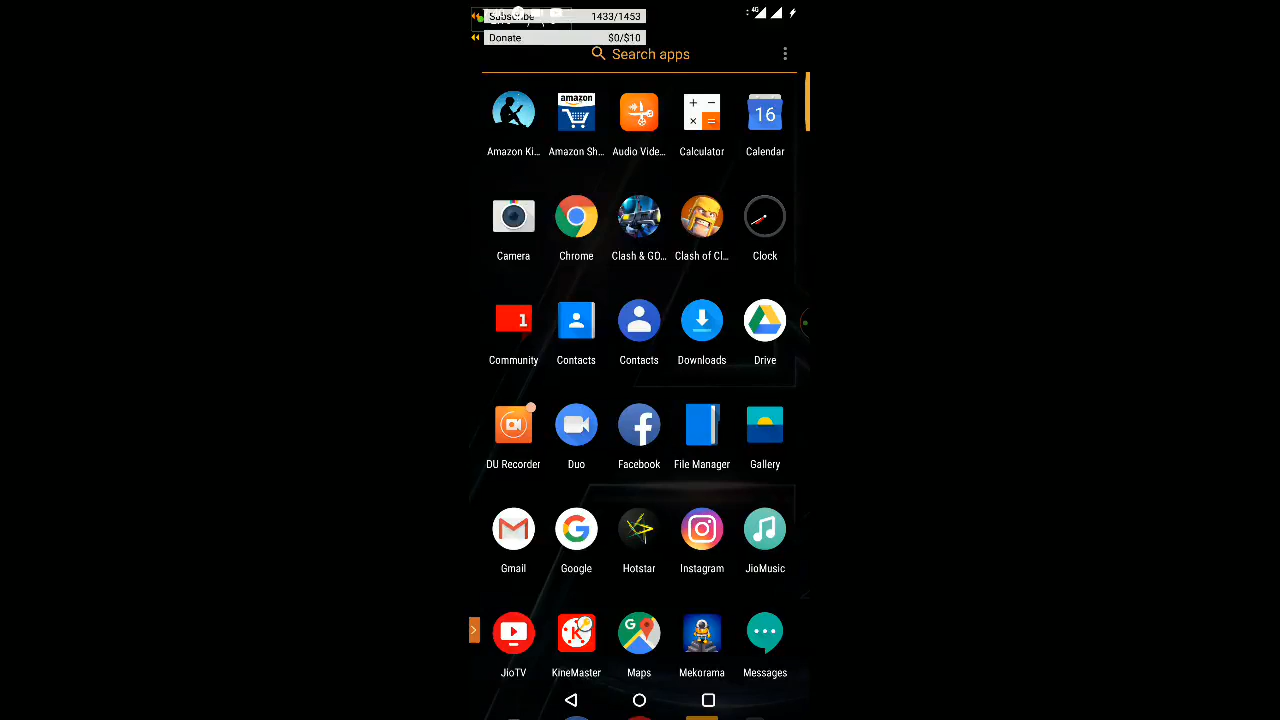 Subscribe 1433/1453
4G
Donate $0/$10
Search apps
amazon
16
Amazon Ki...
Amazon Sh...
Audio Vide...
Calculator
Calendar
Camera
Chrome
Clash & GO...
Clash of Cl...
Clock
1
Community
Contacts
Contacts
Downloads
Drive
DU Recorder
Duo
Facebook
File Manager
Gallery
Gmail
Google
Hotstar
Instagram
JioMusic
JioTV
KineMaster
Maps
Mekorama
Messages